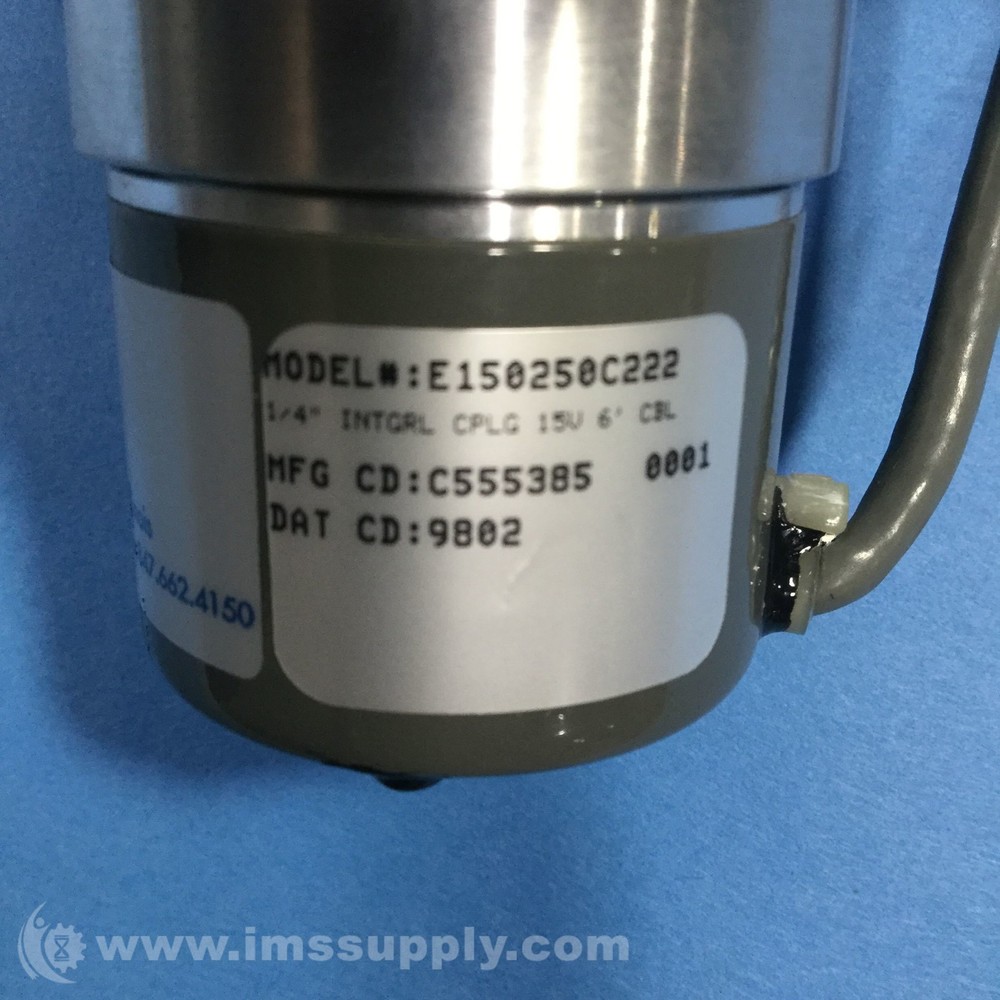 MODEL#:E150250C222
1/4" INTGRL CPLG 15V 6' CBL
MFG CD:C555385 0001
DAT CD:9802
47.662.4150
www.imssupply.com